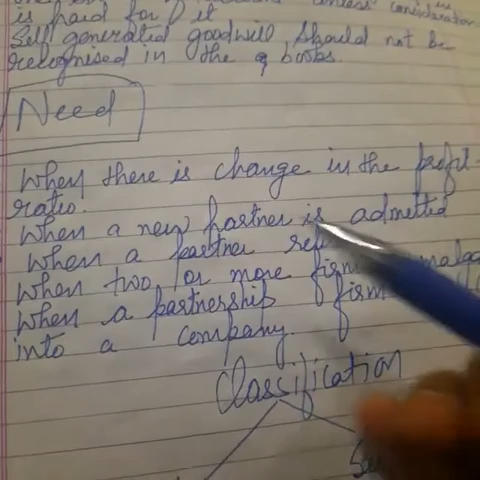 is paid for it
Self generated goodwill should not be
recognised in the books.
Need
When there is change in the profit
ratio.
When a new partner is admitted
When a partner
When two or more firms
When a partnership firm
into a company.
Classification